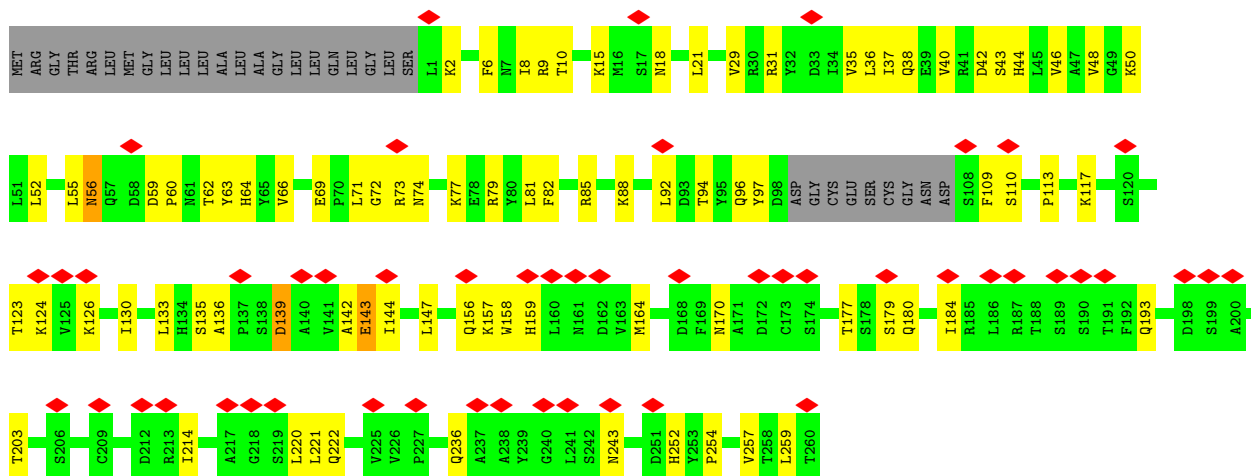 MET ARG GLY THR ARG LEU MET GLY LEU LEU LEU ALA LEU ALA GLY LEU LEU GLN LEU GLY LEU SER L1 K2 F6 N7 I8 R9 T10 K15 M16 S17 N18 L21 V29 R30 R31 Y32 D33 I34 V35 L36 I37 Q38 E39 V40 R41 D42 S43 H44 L45 V46 A47 V48 G49 K50
L51 L52 L55 N56 Q57 D58 D59 P60 N61 T62 Y63 H64 Y65 V66 E69 P70 L71 G72 R73 N74 K77 E78 R79 Y80 L81 F82 R85 K88 L92 D93 T94 Y95 Q96 Y97 D98 ASP GLY CYS GLU SER CYS GLY ASN ASP S108 F109 S110 P113 K117 S120
T123 K124 V125 K126 I130 L133 H134 S135 A136 P137 S138 D139 A140 V141 A142 E143 I144 L147 Q156 K157 W158 H159 L160 N161 D162 V163 M164 D168 F169 N170 A171 D172 C173 S174 T177 S178 S179 Q180 I184 R185 L186 R187 T188 S189 S190 T191 F192 Q193 D198 S199 A200
T203 S206 C209 D212 R213 I214 A217 G218 S219 L220 L221 Q222 V225 V226 P227 Q236 A237 A238 Y239 G240 L241 S242 N243 D251 H252 Y253 P254 V257 T258 L259 T260